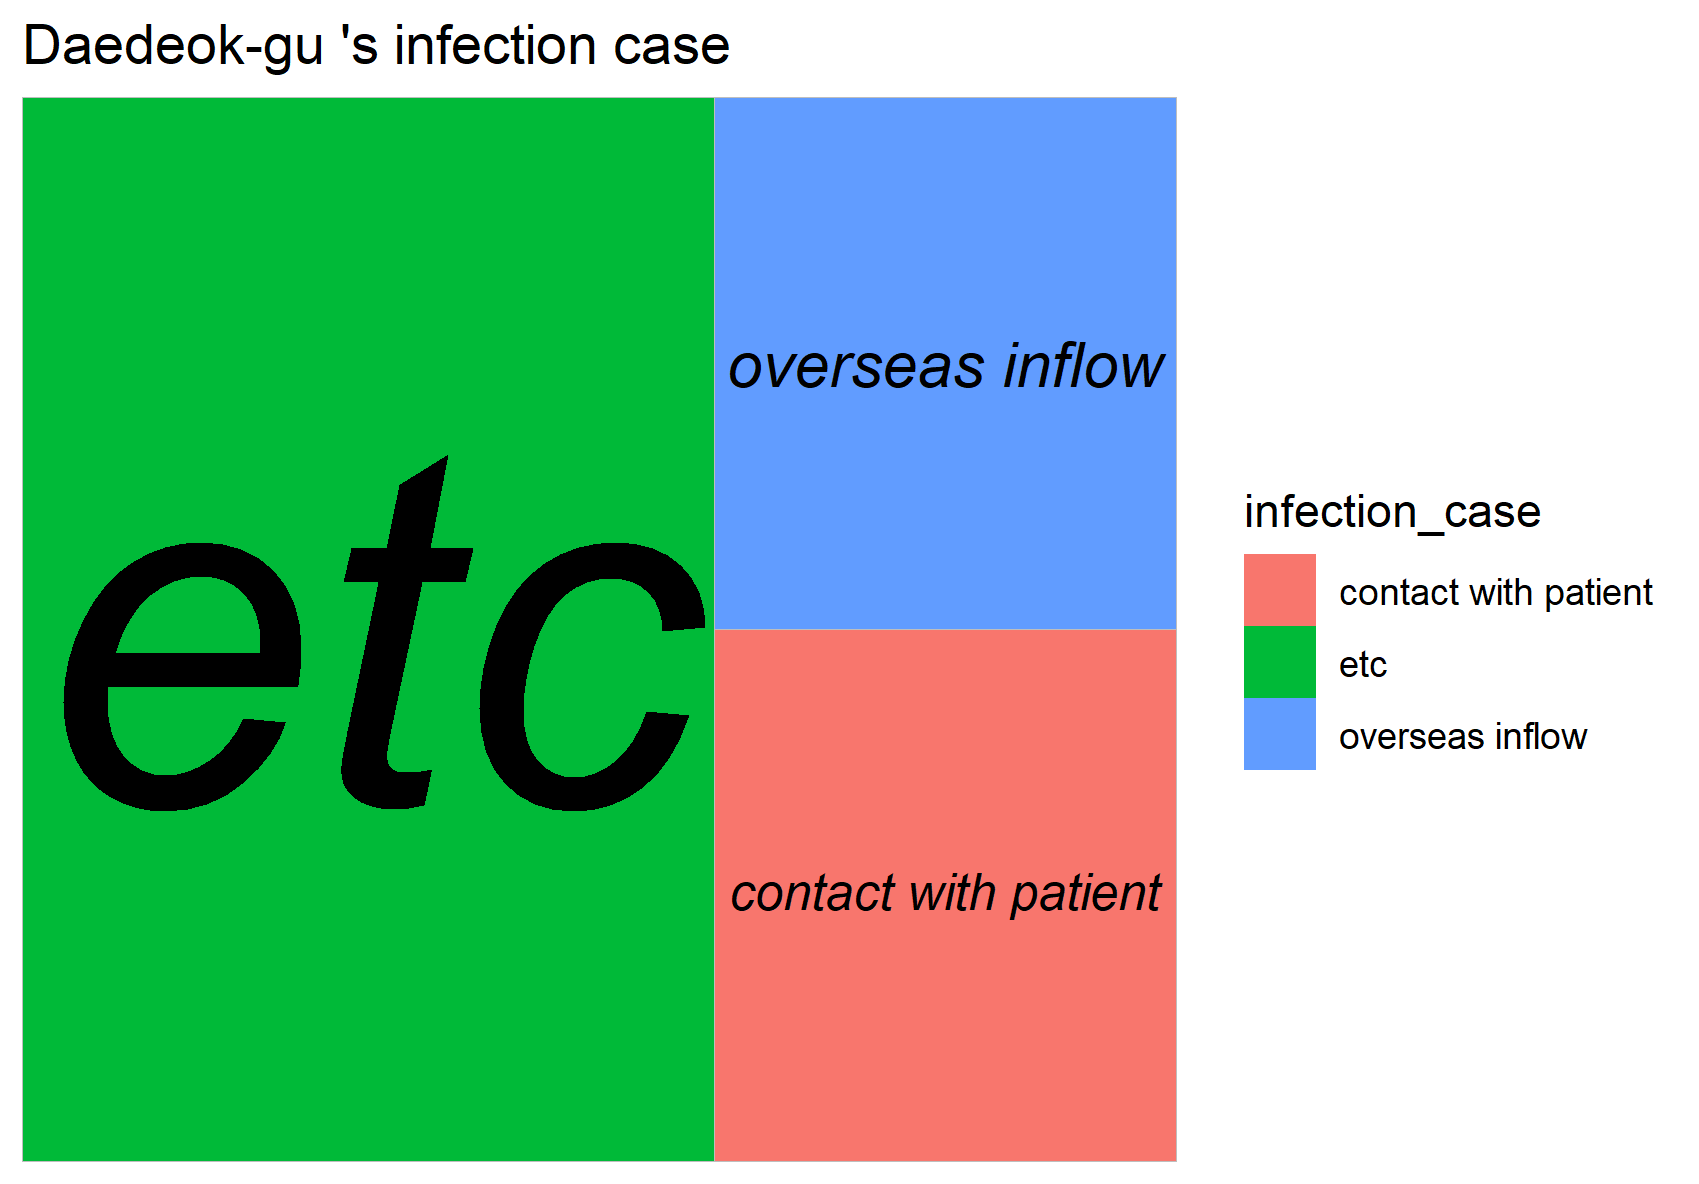 Daedeok-gu 's infection case
overseas inflow
etc
contact with patient
infection_case
contact with patient
etc
overseas inflow